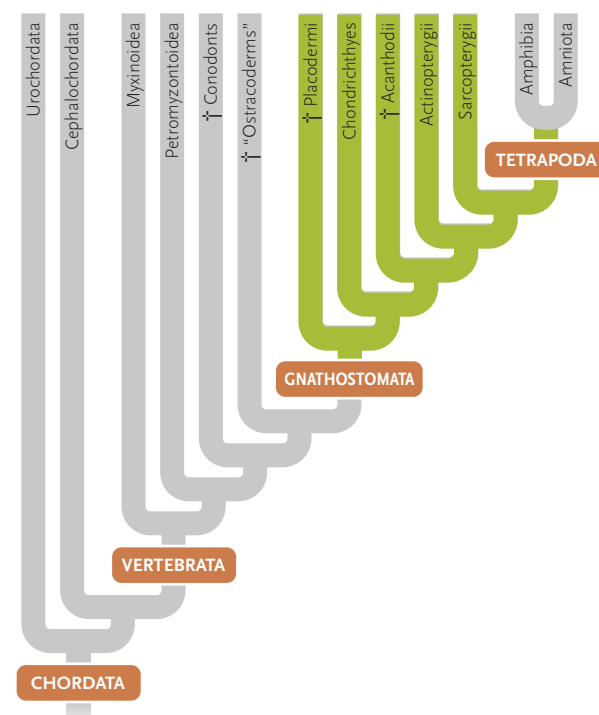 Urochordata
Cephalochordata
Myxinoidea
Petromyzontoidea
† Conodonts
† “Ostracoderms”
† Placodermi
Chondrichthyes
† Acanthodii
Actinopterygii
Sarcopterygii
Amphibia
Amniota
TETRAPODA
GNATHOSTOMATA
VERTEBRATA
CHORDATA